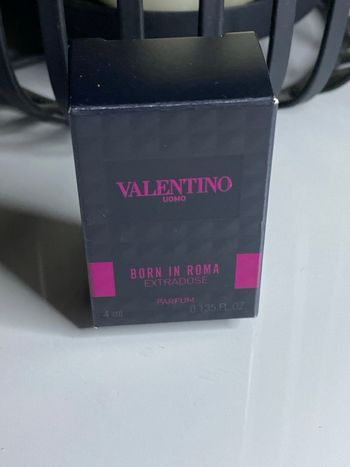 VALENTINO
UOMO
BORN IN ROMA
EXTRADOSE
PARFUM
4 ml 0.135 FL.OZ